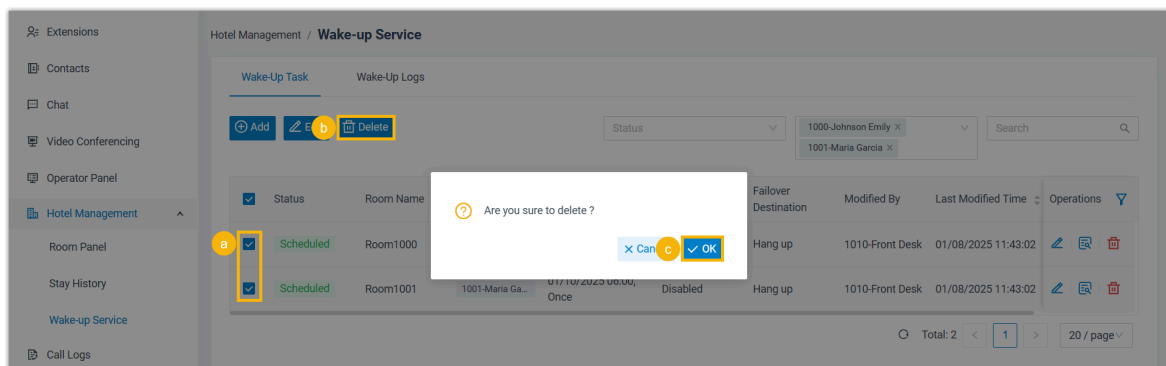 Extensions
Contacts
Chat
Video Conferencing
Operator Panel
Hotel Management
Room Panel
Stay History
Wake-up Service
Call Logs
Hotel Management / Wake-up Service
Wake-Up Task Wake-Up Logs
Add E b Delete Status 1000-Johnson Emily × Search
1001-Maria Garcia ×
Status Room Name Failover Destination Modified By Last Modified Time Operations
a Scheduled Room1000 Hang up 1010-Front Desk 01/08/2025 11:43:02
Scheduled Room1001 1001-Maria Ga... 01/10/2025 06:00, Once Disabled Hang up 1010-Front Desk 01/08/2025 11:43:02
Are you sure to delete ?
× Can c OK
Total: 2 < 1 > 20 / page